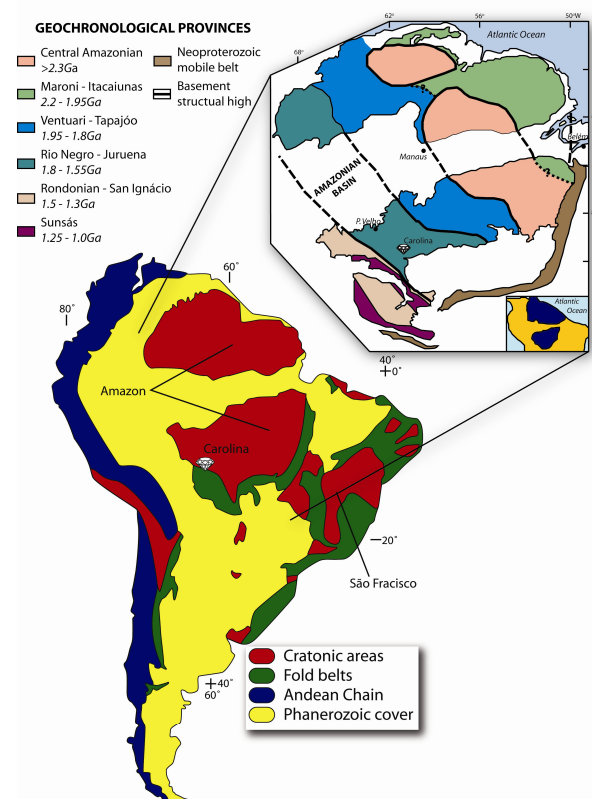 GEOCHRONOLOGICAL PROVINCES
Central Amazonian
>2.3Ga
Maroni - Itacaiunas
2.2 - 1.95Ga
Ventuari - Tapajóo
1.95 - 1.8Ga
Rio Negro - Juruena
1.8 - 1.55Ga
Rondonian - San Ignácio
1.5 - 1.3Ga
Sunsás
1.25 - 1.0Ga
Neoproterozoic
mobile belt
Basement
structual high
68°
62°
56°
50°W
Atlantic Ocean
Belém
Manaus
AMAZONIAN
BASIN
P. Velho
Carolina
Atlantic
Ocean
60°
80°
40°
0°
Amazon
Carolina
20°
São Fracisco
40°
60°
Cratonic areas
Fold belts
Andean Chain
Phanerozoic cover